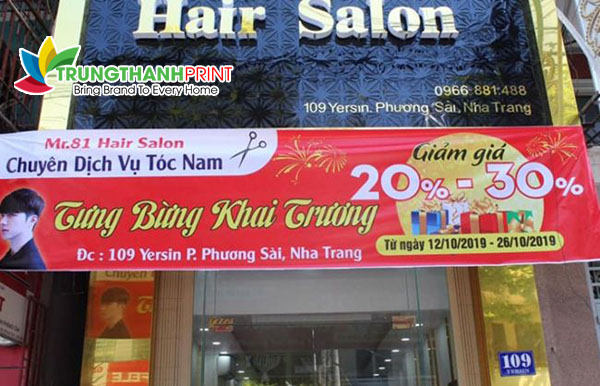 Hair Salon
TRUNGTHANHPRINT
Bring Brand To Every Home
0966 881:488
109 Yersin. Phương Sài, Nha Trang
Mr.81 Hair Salon
Chuyên Dịch Vụ Tóc Nam
Tưng Bừng Khai Trương
Đc : 109 Yersin P. Phương Sài, Nha Trang
Giảm giá
20% - 30%
Từ ngày 12/10/2019 - 26/10/2019
Chuyên
109
YERSIN